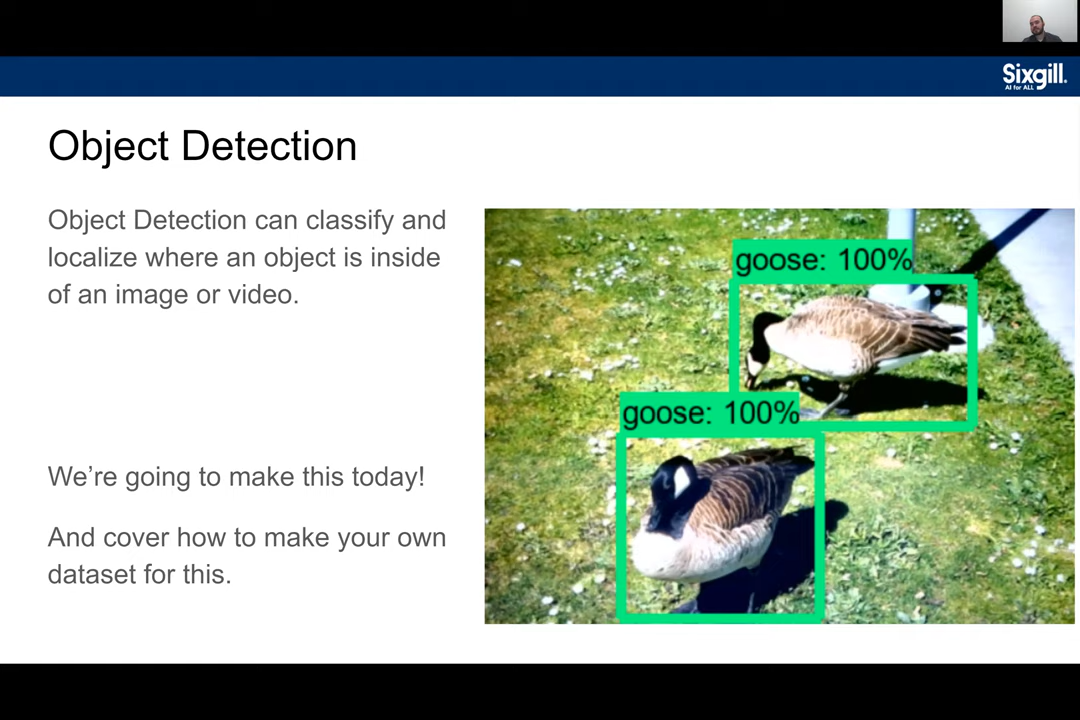 Sixgill.
AI for ALL
Object Detection
Object Detection can classify and
localize where an object is inside
of an image or video.
We're going to make this today!
And cover how to make your own
dataset for this.
goose: 100%
goose: 100%